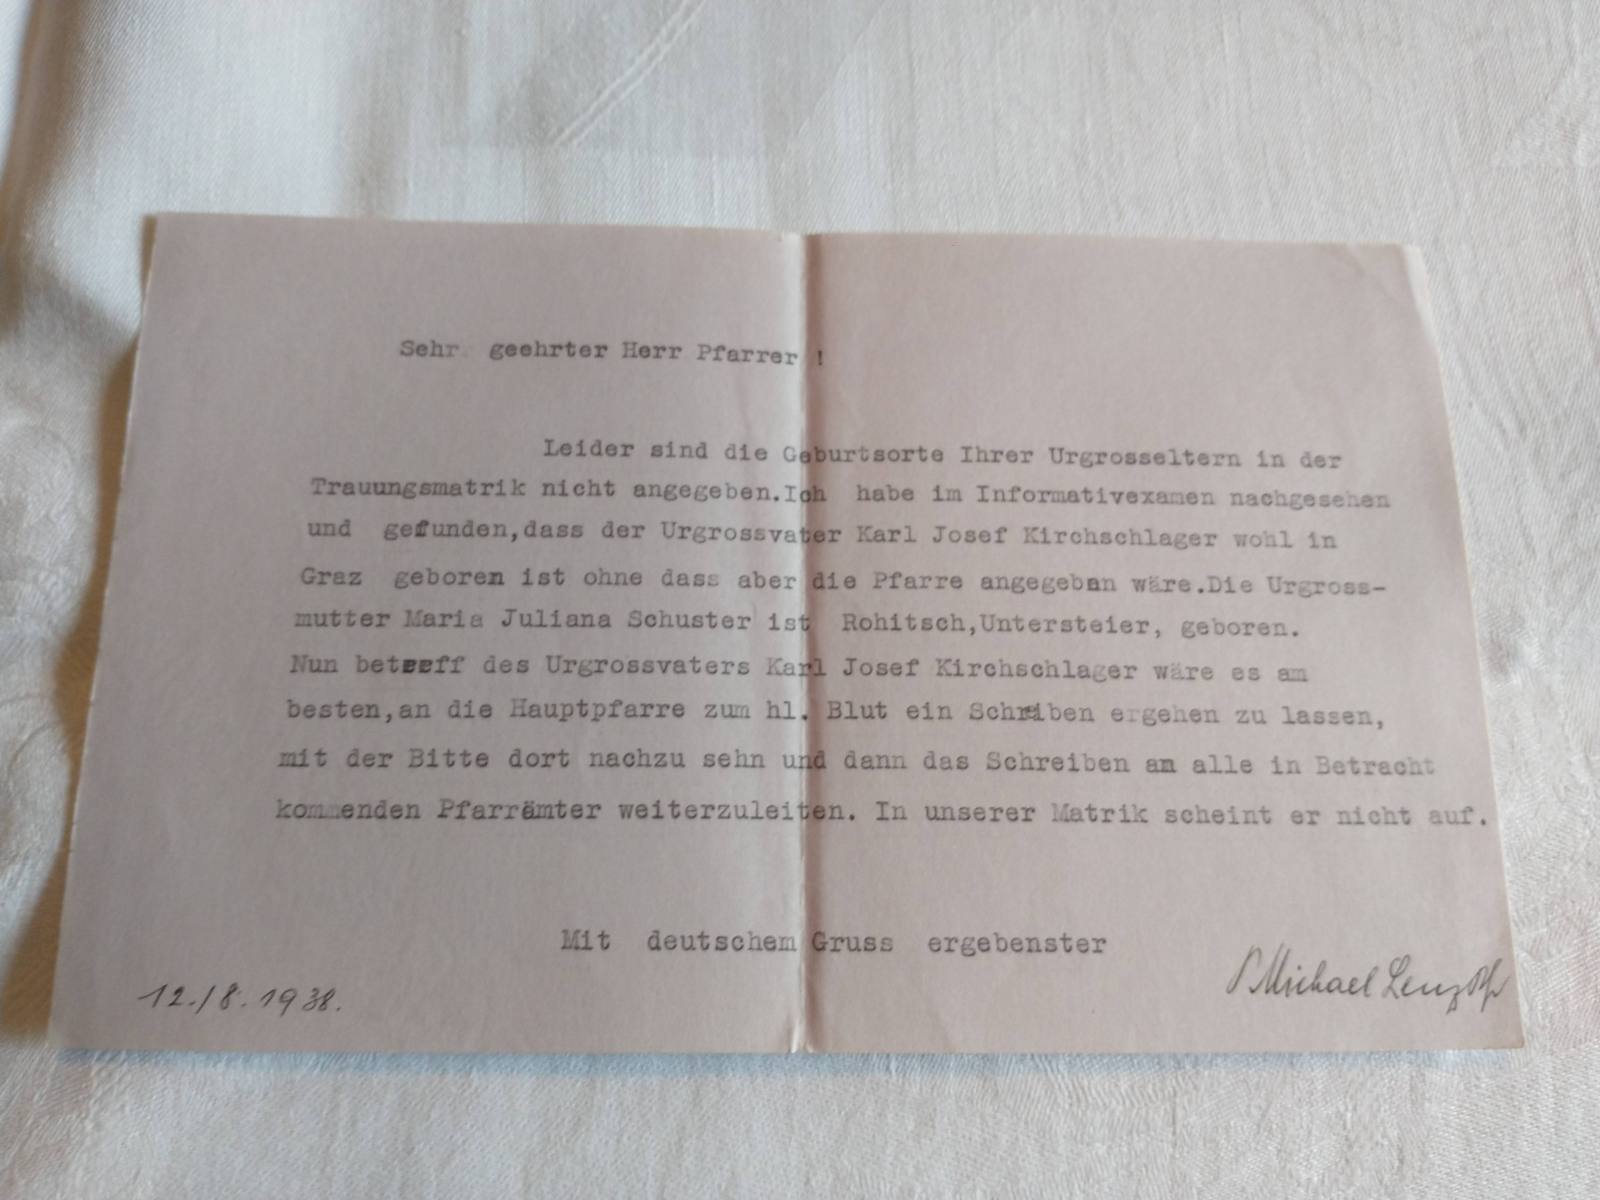 Sehr geehrter Herr Pfarrer !
Leider sind die Geburtsorte Ihrer Urgrosseltern in der
Trauungsmatrik nicht angegeben.Ich habe im Informativexamen nachgesehen
und gefunden,dass der Urgrossvater Karl Josef Kirchschlager wohl in
Graz geboren ist ohne dass aber die Pfarre angegeben wäre.Die Urgross-
mutter Maria Juliana Schuster ist Rohitsch,Untersteier, geboren.
Nun betreff des Urgrossvaters Karl Josef Kirchschlager wäre es am
besten,an die Hauptpfarre zum hl. Blut ein Schreiben ergehen zu lassen,
mit der Bitte dort nachzu sehn und dann das Schreiben an alle in Betracht
kommenden Pfarrämter weiterzuleiten. In unserer Matrik scheint er nicht auf.
Mit deutschem Gruss ergebenster
P Michael Lenz Pfr
12./8.1938.